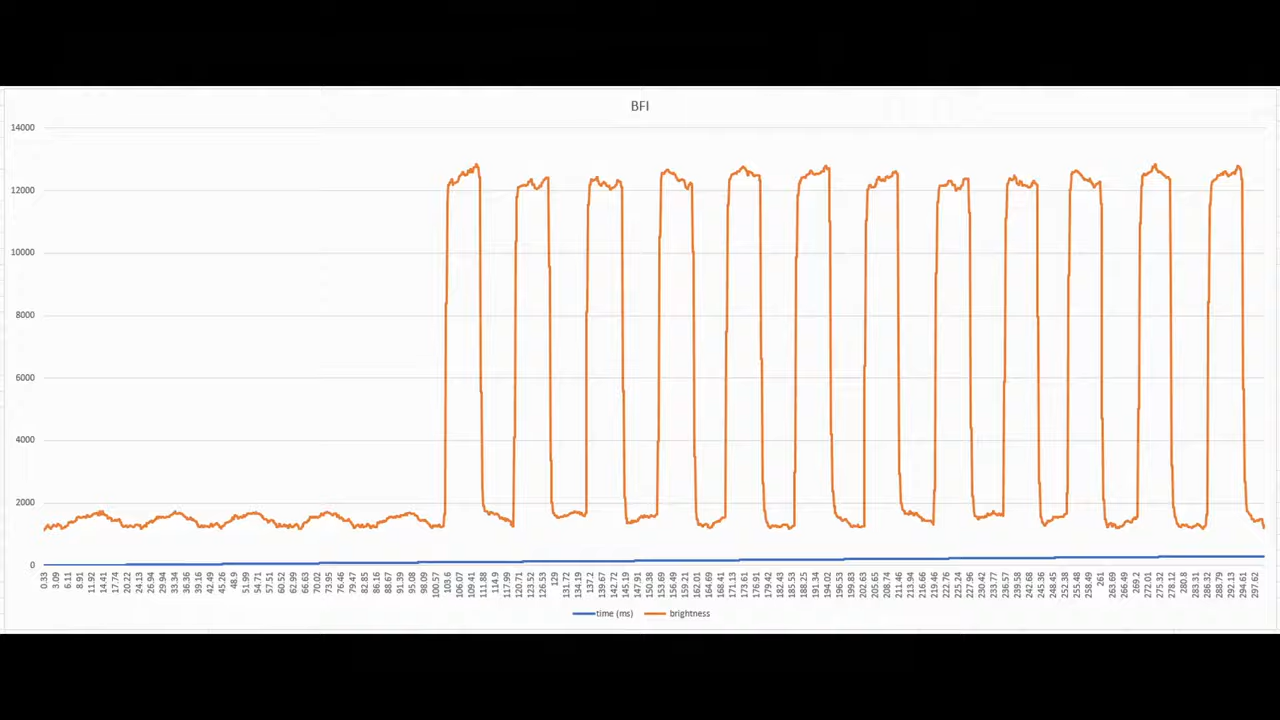 BFI
14000
12000
10000
8000
6000
4000
2000
0
0.33 3.09 6.11 8.91 11.92 14.41 17.74 20.22 24.13 26.94 29.94 33.34 36.36 39.16 42.49 45.26 48.9 51.99 54.71 57.51 60.52 62.99 66.63 70.02 73.95 76.46 79.47 82.85 86.16 88.67 91.39 95.08 98.09 100.57 103.6 106.07 109.41 111.88 114.9 117.99 120.71 123.52 126.53 129 131.72 134.19 137.2 139.67 142.72 145.19 147.91 150.38 153.69 156.49 159.21 162.01 164.69 168.41 171.13 173.61 176.91 179.42 182.14 185.53 188.25 191.34 194.02 196.53 199.83 202.63 205.65 208.74 211.46 213.94 216.66 219.46 222.76 225.24 227.96 230.42 233.77 236.57 239.58 242.68 245.36 248.45 252.38 255.48 258.49 261 263.69 266.49 269.2 272.01 275.32 278.12 280.8 283.31 286.32 288.79 292.13 294.61 297.62
time (ms) brightness